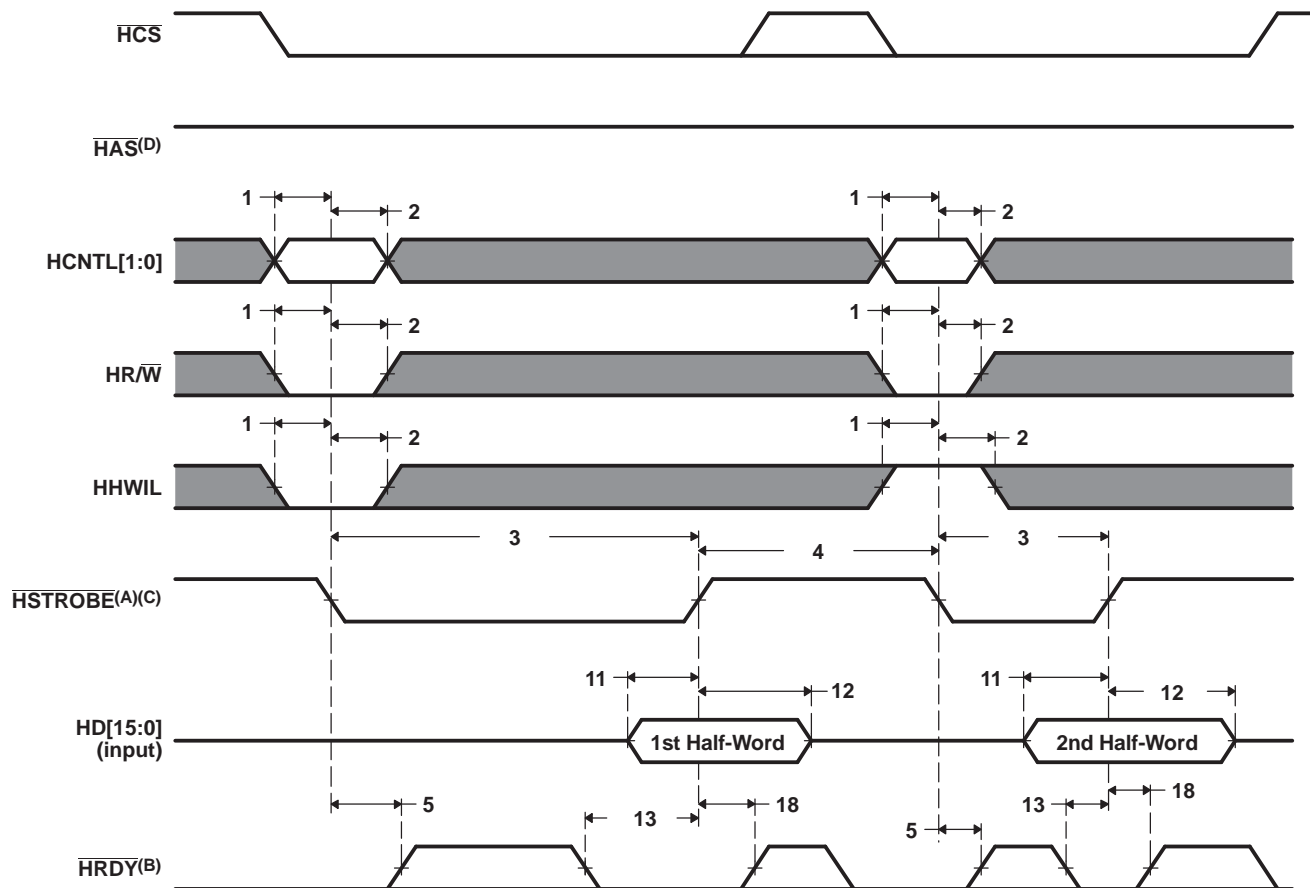 HCS
HAS(D)
1
2
1
2
HCNTL[1:0]
1
2
1
2
HR/W
1
2
1
2
HHWIL
3
4
3
HSTROBE(A)(C)
11
12
11
12
HD[15:0]
(input)
1st Half-Word
2nd Half-Word
5
13
18
5
13
18
HRDY(B)